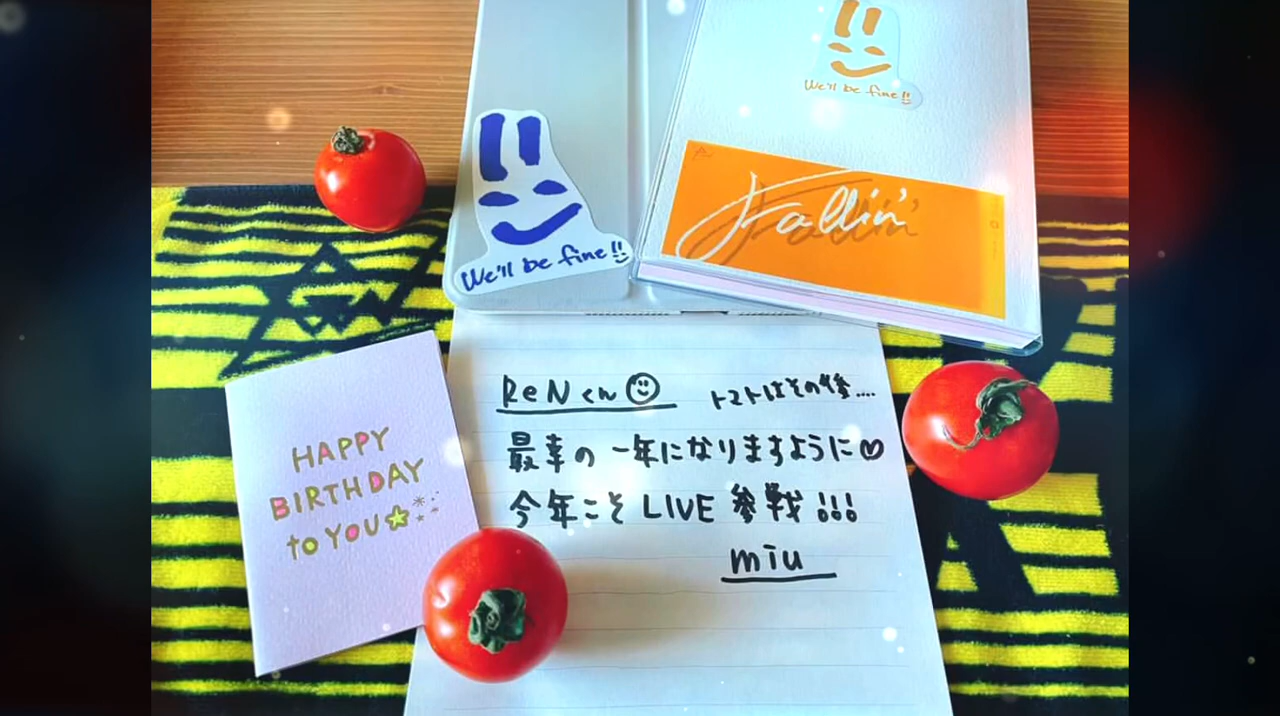 We'll be fine!!
We'll be fine!!
Fallin'
HAPPY
BIRTHDAY
to YOU
ReNくん
トマトはその後....
最幸の一年になりますように♡
今年こそLIVE参戦!!!
miu